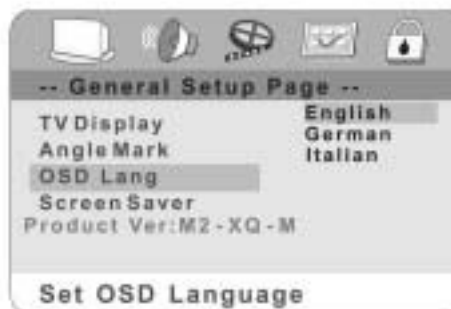 -- General Setup Page --
TV Display
Angle Mark
OSD Lang
Screen Saver
Product Ver:M2-XQ-M
English
German
Italian
Set OSD Language